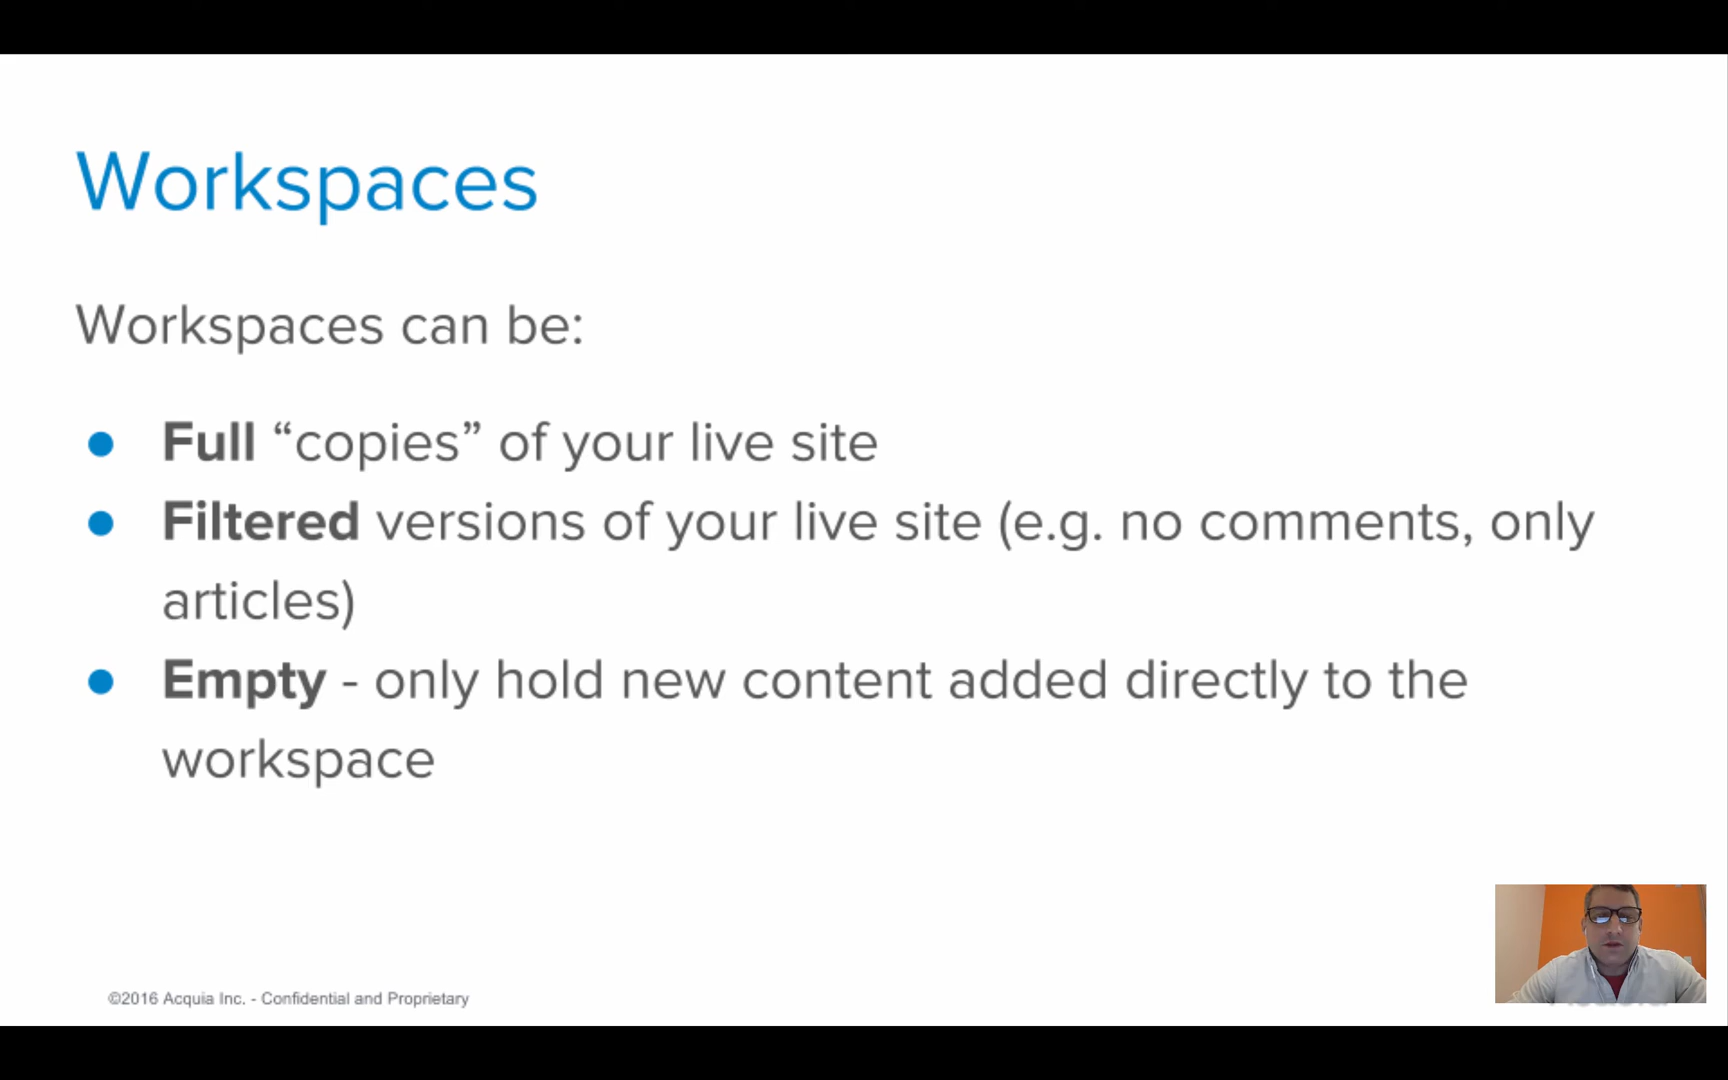 Workspaces
Workspaces can be:
● Full “copies” of your live site
● Filtered versions of your live site (e.g. no comments, only
articles)
● Empty - only hold new content added directly to the
workspace
©2016 Acquia Inc. - Confidential and Proprietary